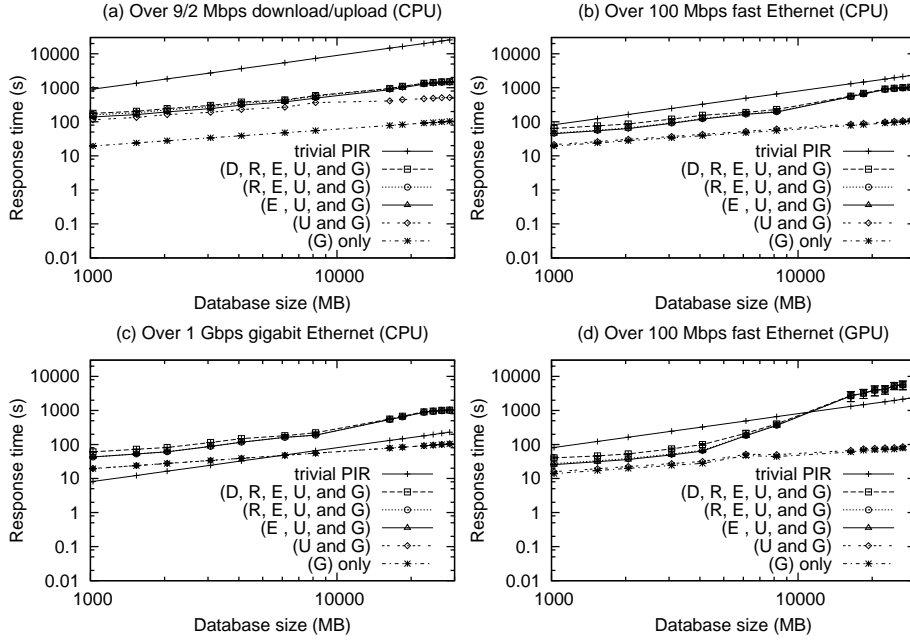 (a) Over 9/2 Mbps download/upload (CPU)
Response time (s)
10000
1000
100
10
1
0.1
0.01
trivial PIR
(D, R, E, U, and G)
(R, E, U, and G)
(E , U, and G)
(U and G)
(G) only
1000
10000
Database size (MB)
(b) Over 100 Mbps fast Ethernet (CPU)
Response time (s)
10000
1000
100
10
1
0.1
0.01
trivial PIR
(D, R, E, U, and G)
(R, E, U, and G)
(E , U, and G)
(U and G)
(G) only
1000
10000
Database size (MB)
(c) Over 1 Gbps gigabit Ethernet (CPU)
Response time (s)
10000
1000
100
10
1
0.1
0.01
trivial PIR
(D, R, E, U, and G)
(R, E, U, and G)
(E , U, and G)
(U and G)
(G) only
1000
10000
Database size (MB)
(d) Over 100 Mbps fast Ethernet (GPU)
Response time (s)
10000
1000
100
10
1
0.1
0.01
trivial PIR
(D, R, E, U, and G)
(R, E, U, and G)
(E , U, and G)
(U and G)
(G) only
1000
10000
Database size (MB)